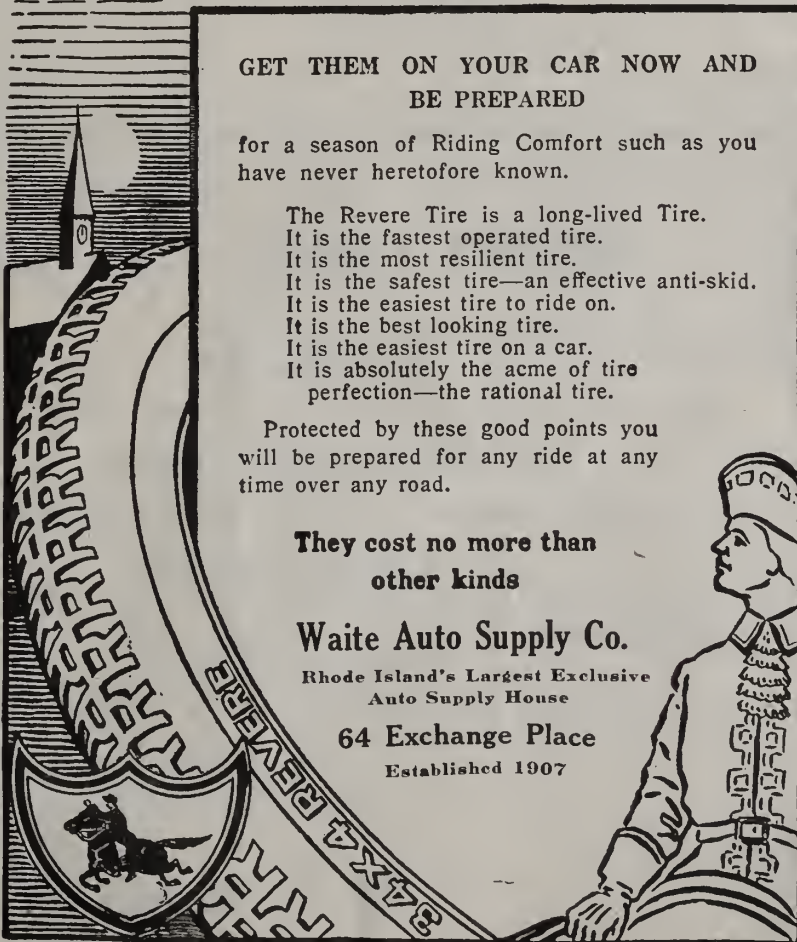 GET THEM ON YOUR CAR NOW AND
BE PREPARED
for a season of Riding Comfort such as you
have never heretofore known.
The Revere Tire is a long-lived Tire.
It is the fastest operated tire.
It is the most resilient tire.
It is the safest tire—an effective anti-skid.
It is the easiest tire to ride on.
It is the best looking tire.
It is the easiest tire on a car.
It is absolutely the acme of tire
perfection—the rational tire.
Protected by these good points you
will be prepared for any ride at any
time over any road.
They cost no more than
other kinds
Waite Auto Supply Co.
Rhode Island's Largest Exclusive
Auto Supply House
64 Exchange Place
Established 1907
34X4 REVERE